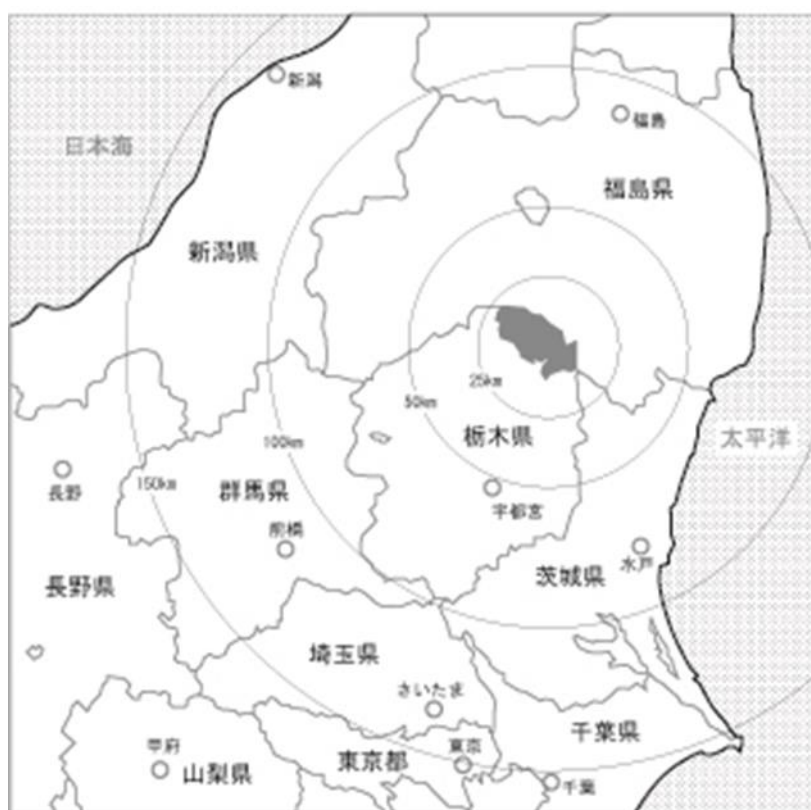 新潟
福島
日本海
福島県
新潟県
25km
50km
栃木県
太平洋
100km
150km
長野
群馬県
宇都宮
前橋
水戸
茨城県
長野県
埼玉県
さいたま
千葉県
甲府
東京
東京都
山梨県
千葉